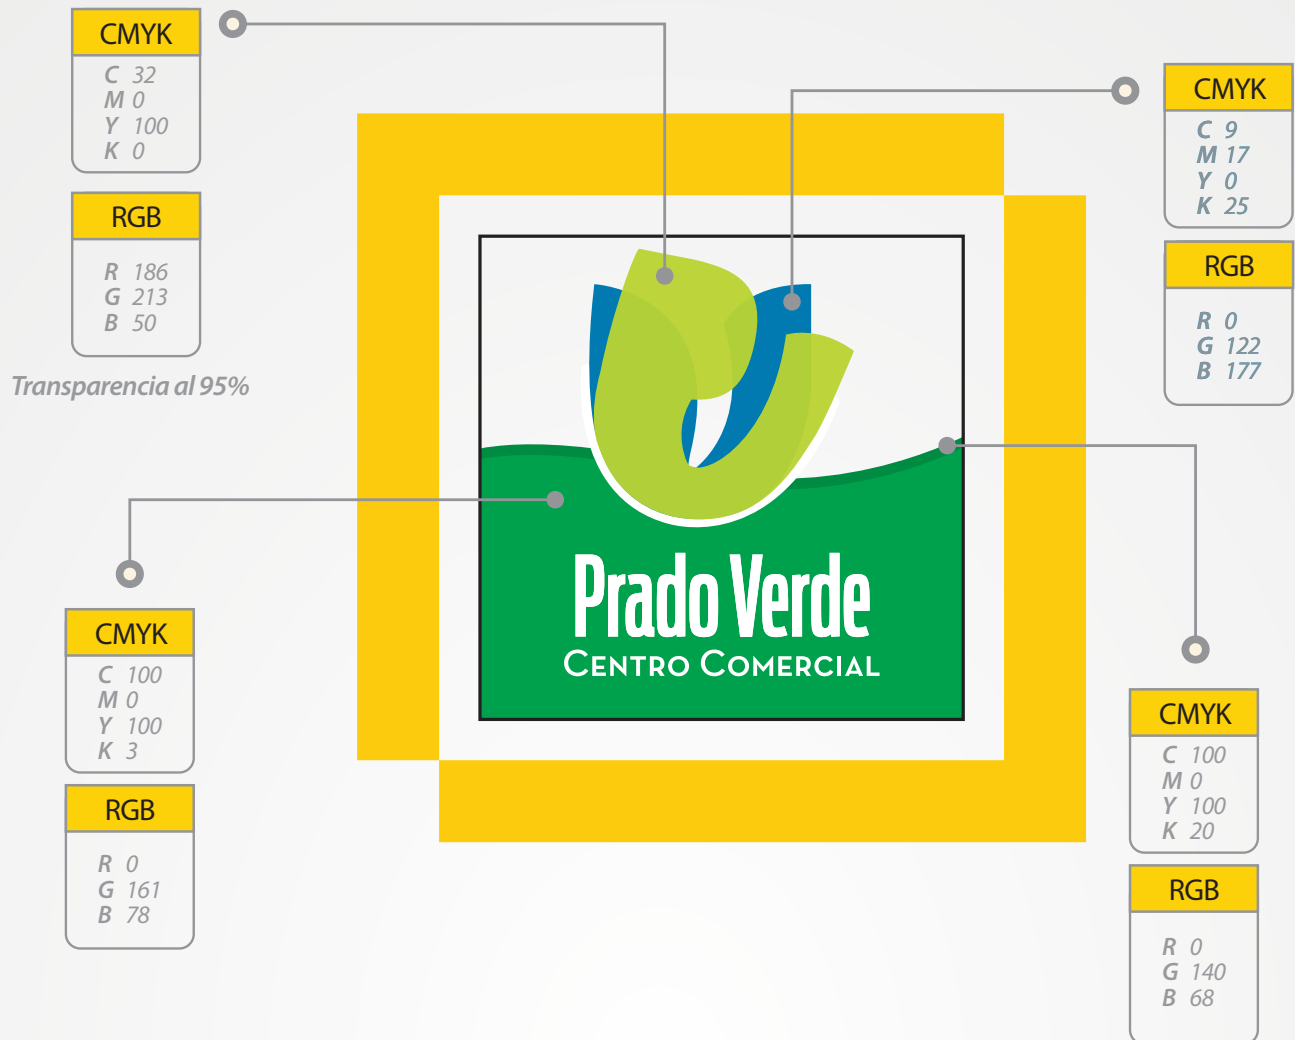 CMYK
C 32
M 0
Y 100
K 0
RGB
R 186
G 213
B 50
Transparencia al 95%
CMYK
C 9
M 17
Y 0
K 25
RGB
R 0
G 122
B 177
Prado Verde
CENTRO COMERCIAL
CMYK
C 100
M 0
Y 100
K 3
RGB
R 0
G 161
B 78
CMYK
C 100
M 0
Y 100
K 20
RGB
R 0
G 140
B 68